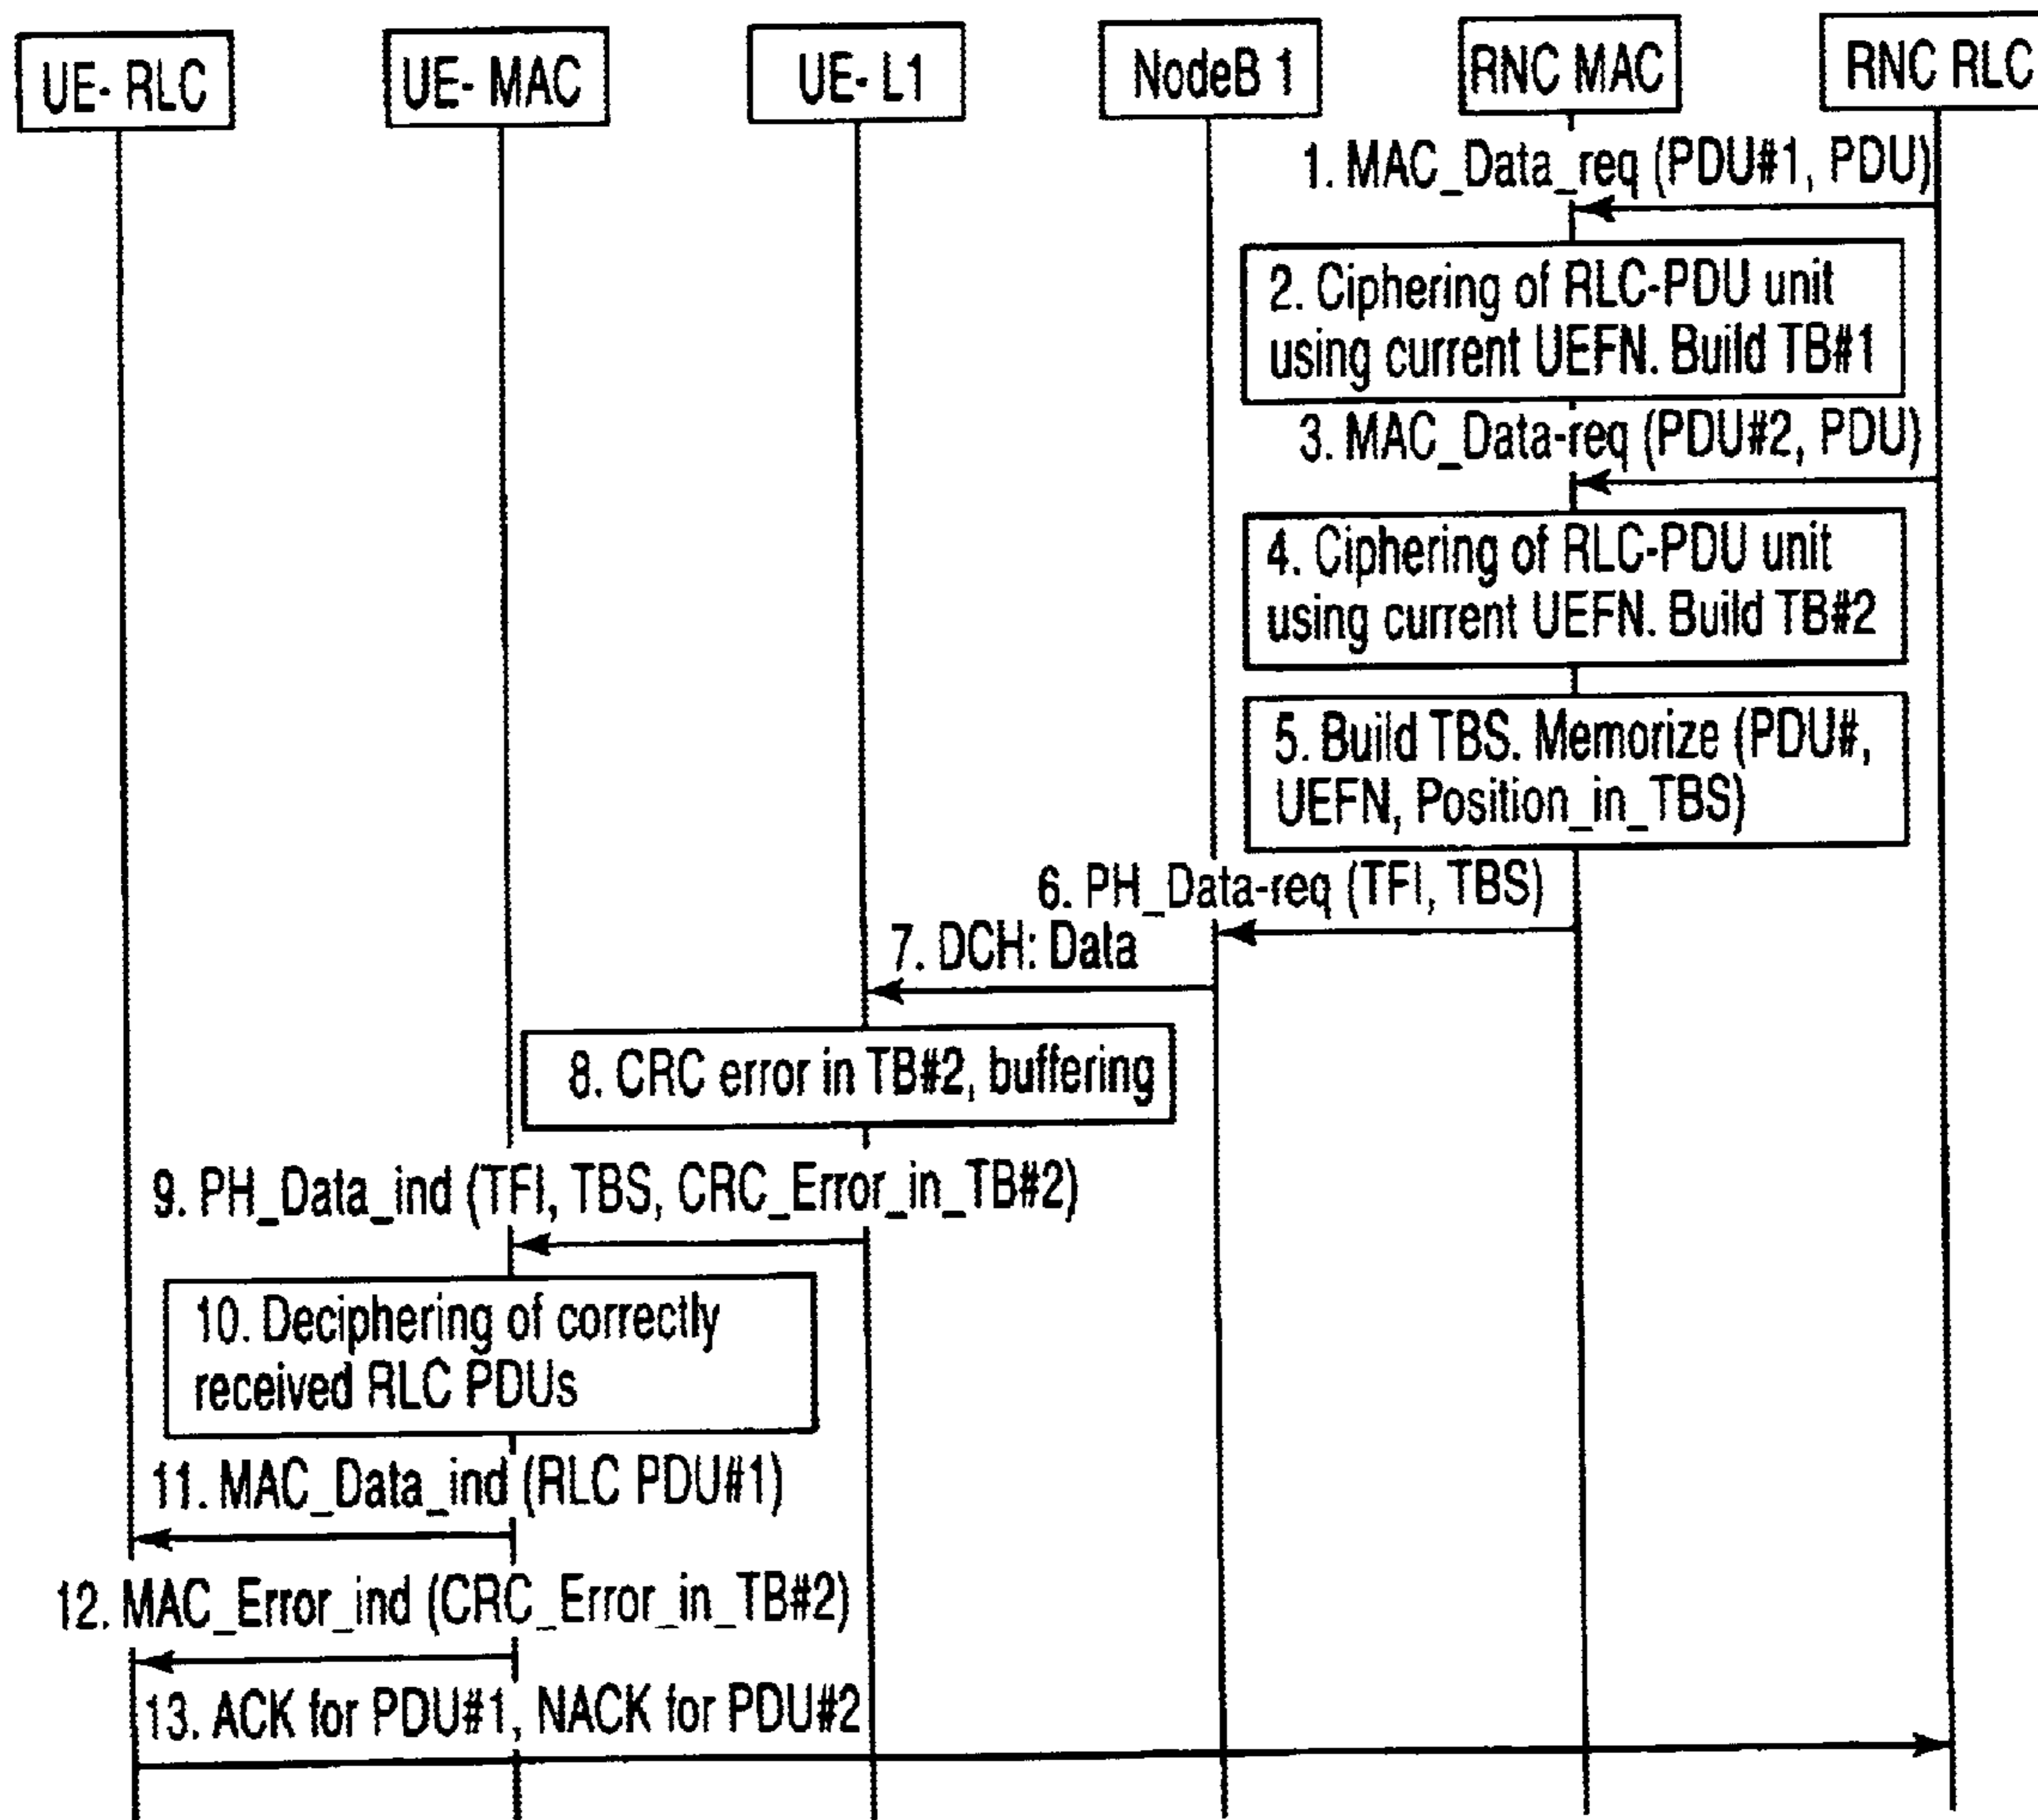 UE- RLC
UE- MAC
UE- L1
NodeB 1
RNC MAC
RNC RLC
1. MAC_Data_req (PDU#1, PDU)
2. Ciphering of RLC-PDU unit
using current UEFN. Build TB#1
3. MAC_Data-req (PDU#2, PDU)
4. Ciphering of RLC-PDU unit
using current UEFN. Build TB#2
5. Build TBS. Memorize (PDU#,
UEFN, Position_in_TBS)
6. PH_Data-req (TFI, TBS)
7. DCH: Data
8. CRC error in TB#2, buffering
9. PH_Data_ind (TFI, TBS, CRC_Error_in_TB#2)
10. Deciphering of correctly
received RLC PDUs
11. MAC_Data_ind (RLC PDU#1)
12. MAC_Error_ind (CRC_Error_in_TB#2)
13. ACK for PDU#1, NACK for PDU#2